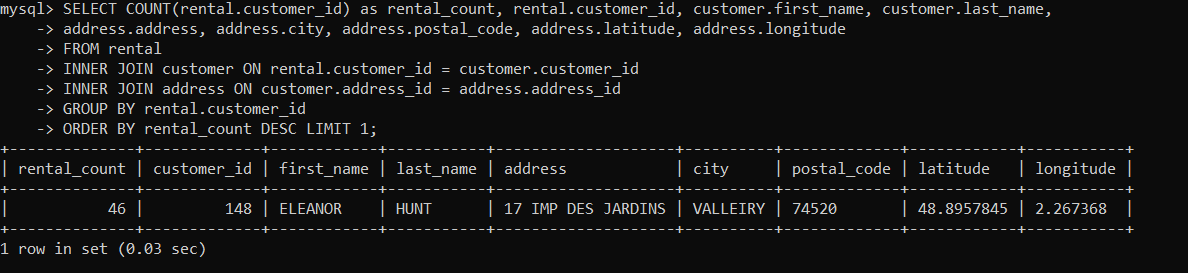 mysql> SELECT COUNT(rental.customer_id) as rental_count, rental.customer_id, customer.first_name, customer.last_name,
    -> address.address, address.city, address.postal_code, address.latitude, address.longitude
    -> FROM rental
    -> INNER JOIN customer ON rental.customer_id = customer.customer_id
    -> INNER JOIN address ON customer.address_id = address.address_id
    -> GROUP BY rental.customer_id
    -> ORDER BY rental_count DESC LIMIT 1;
+--------------+-------------+------------+-----------+--------------------+----------+-------------+------------+-----------+
| rental_count | customer_id | first_name | last_name | address            | city     | postal_code | latitude   | longitude |
+--------------+-------------+------------+-----------+--------------------+----------+-------------+------------+-----------+
|           46 |         148 | ELEANOR    | HUNT      | 17 IMP DES JARDINS | VALLEIRY | 74520       | 48.8957845 | 2.267368  |
+--------------+-------------+------------+-----------+--------------------+----------+-------------+------------+-----------+
1 row in set (0.03 sec)